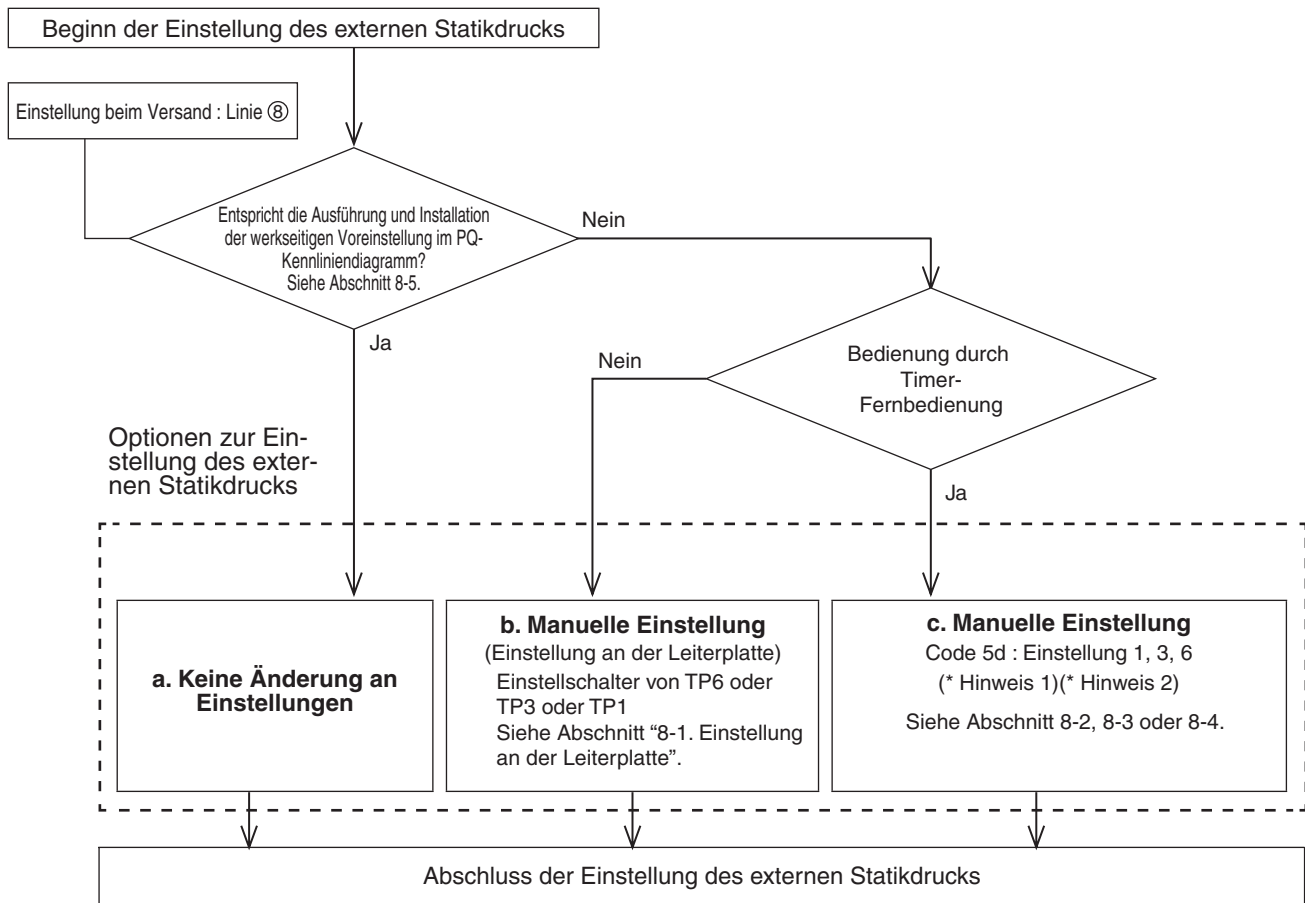 Beginn der Einstellung des externen Statikdrucks
Einstellung beim Versand : Linie ⑧
Entspricht die Ausführung und Installation
der werkseitigen Voreinstellung im PQ-
Kennliniendiagramm?
Siehe Abschnitt 8-5.
Nein
Ja
Nein
Bedienung durch
Timer-
Fernbedienung
Ja
Optionen zur Ein-
stellung des exter-
nen Statikdrucks
a. Keine Änderung an
Einstellungen
b. Manuelle Einstellung
(Einstellung an der Leiterplatte)
Einstellschalter von TP6 oder
TP3 oder TP1
Siehe Abschnitt “8-1. Einstellung
an der Leiterplatte”.
c. Manuelle Einstellung
Code 5d : Einstellung 1, 3, 6
(* Hinweis 1)(* Hinweis 2)
Siehe Abschnitt 8-2, 8-3 oder 8-4.
Abschluss der Einstellung des externen Statikdrucks